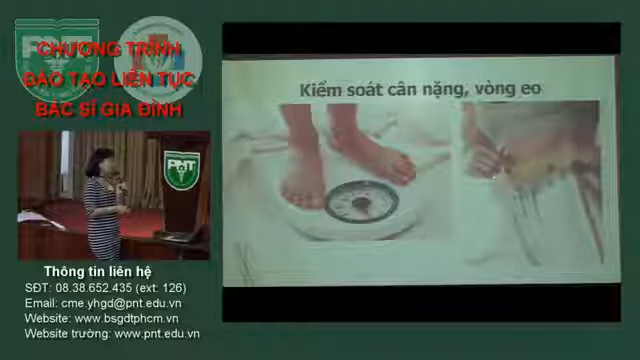 PNT
CHƯƠNG TRÌNH
ĐÀO TẠO LIÊN TỤC
BÁC SĨ GIA ĐÌNH
PNT
Thông tin liên hệ
SĐT: 08.38.652.435 (ext: 126)
Email: cme.yhgd@pnt.edu.vn
Website: www.bsgdtphcm.vn
Website trường: www.pnt.edu.vn
Kiểm soát cân nặng, vòng eo